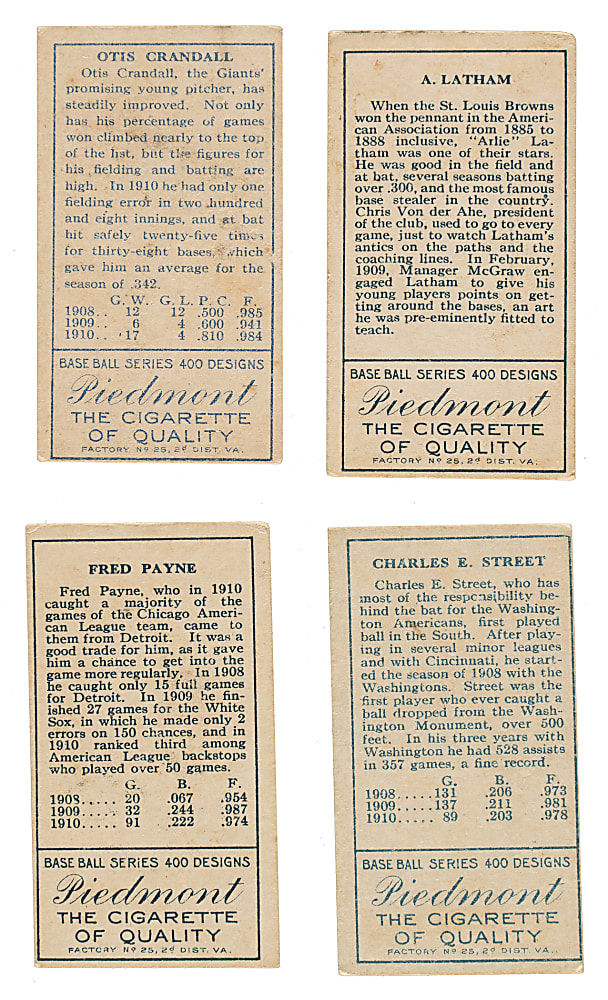 OTIS CRANDALL
Otis Crandall, the Giants'
promising young pitcher, has
steadily improved. Not only
has his percentage of games
won climbed nearly to the top
of the list, but the figures for
his fielding and batting are
high. In 1910 he had only one
fielding error in two hundred
and eight innings, and at bat
hit safely twenty-five times
for thirty-eight bases, which
gave him an average for the
season of .342.
G. W. G. L. P. C. F.
1908.. 12 12 .500 .985
1909.. 6 4 .600 .941
1910.. 17 4 .810 .984
BASE BALL SERIES 400 DESIGNS
Piedmont
THE CIGARETTE
OF QUALITY
FACTORY Nº 25, 2d DIST. VA.
A. LATHAM
When the St. Louis Browns
won the pennant in the Ameri-
can Association from 1885 to
1888 inclusive, "Arlie" La-
tham was one of their stars.
He was good in the field and
at bat, several seasons batting
over .300, and the most famous
base stealer in the country.
Chris Von der Ahe, president
of the club, used to go to every
game, just to watch Latham's
antics on the paths and the
coaching lines. In February,
1909, Manager McGraw en-
gaged Latham to give his
young players points on get-
ting around the bases, an art
he was pre-eminently fitted to
teach.
BASE BALL SERIES 400 DESIGNS
Piedmont
THE CIGARETTE
OF QUALITY
FACTORY Nº 25, 2d DIST. VA.
FRED PAYNE
Fred Payne, who in 1910
caught a majority of the
games of the Chicago Ameri-
can League team, came to
them from Detroit. It was a
good trade for him, as it gave
him a chance to get into the
game more regularly. In 1908
he caught only 15 full games
for Detroit. In 1909 he fin-
ished 27 games for the White
Sox, in which he made only 2
errors on 150 chances, and in
1910 ranked third among
American League backstops
who played over 50 games.
G. B. F.
1908..... 20 .067 .954
1909..... 32 .244 .987
1910..... 91 .222 .974
BASE BALL SERIES 400 DESIGNS
Piedmont
THE CIGARETTE
OF QUALITY
FACTORY Nº 25, 2d DIST. VA.
CHARLES E. STREET
Charles E. Street, who has
most of the responsibility be-
hind the bat for the Washing-
ton Americans, first played
ball in the South. After play-
ing in several minor leagues
and with Cincinnati, he start-
ed the season of 1908 with the
Washingtons. Street was the
first player who ever caught a
ball dropped from the Wash-
ington Monument, over 500
feet. In his three years with
Washington he had 528 assists
in 357 games, a fine record.
G. B. F.
1908.....131 .206 .973
1909.....137 .211 .981
1910..... 89 .203 .978
BASE BALL SERIES 400 DESIGNS
Piedmont
THE CIGARETTE
OF QUALITY
FACTORY Nº 25, 2d DIST. VA.